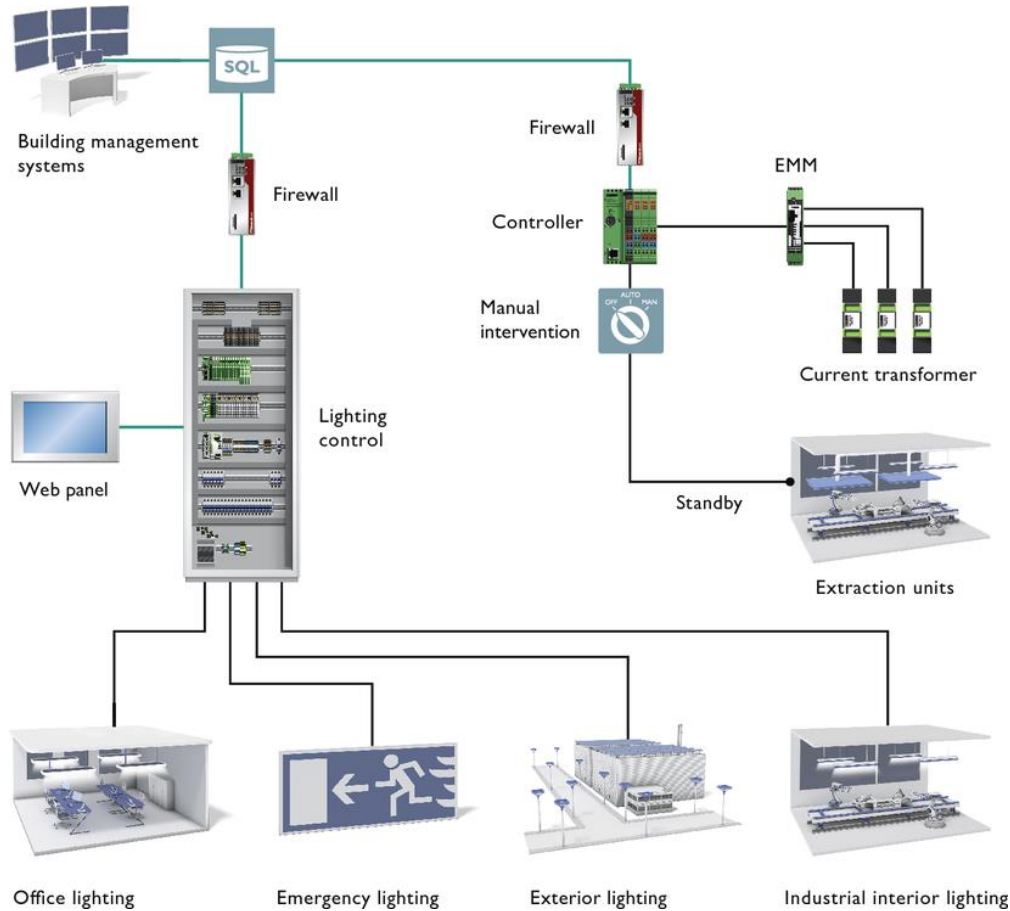 SQL
Building management
systems
Firewall
Firewall
EMM
Controller
OFF
AUTO
MAN
Manual
intervention
Current transformer
Lighting
control
Web panel
Standby
Extraction units
Office lighting
Emergency lighting
Exterior lighting
Industrial interior lighting